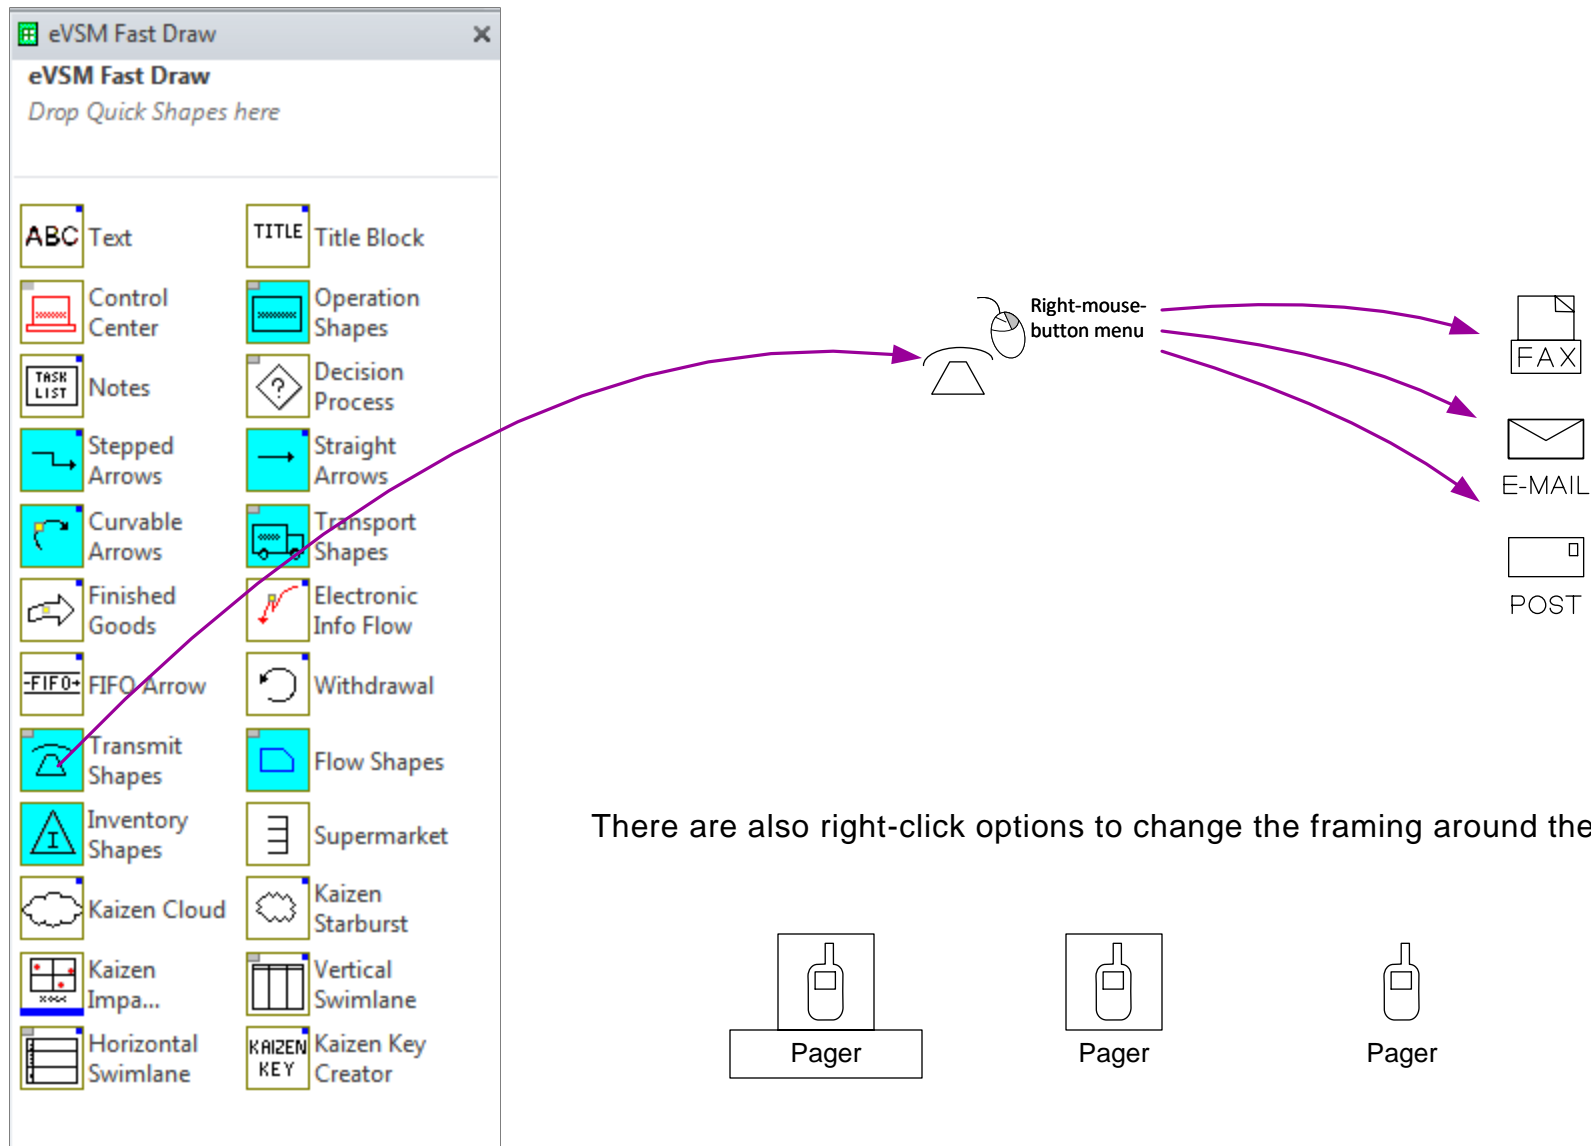 eVSM Fast Draw
eVSM Fast Draw
Drop Quick Shapes here
ABC Text
TITLE Title Block
Control
Center
Operation
Shapes
TASK
LIST
Notes
?
Decision
Process
Stepped
Arrows
Straight
Arrows
Curvable
Arrows
Transport
Shapes
Finished
Goods
Electronic
Info Flow
FIFO FIFO Arrow
Withdrawal
Transmit
Shapes
Flow Shapes
I
Inventory
Shapes
Supermarket
Kaizen Cloud
Kaizen
Starburst
Kaizen
Impa...
Vertical
Swimlane
Horizontal
Swimlane
KAIZEN
KEY
Kaizen Key
Creator
Right-mouse-
button menu
FAX
E-MAIL
POST
There are also right-click options to change the framing around the
Pager
Pager
Pager